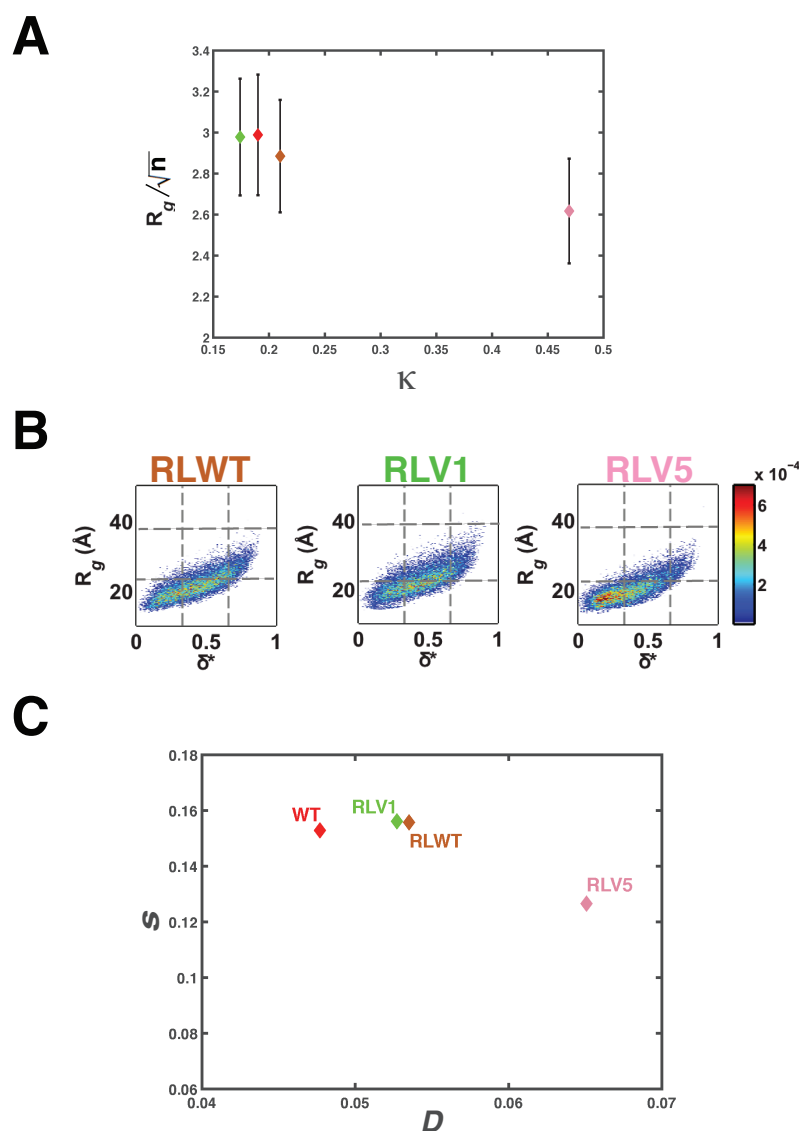 A
3.4
3.2
3
2.8
2.6
2.4
2.2
2
R_g/√n
0.15 0.2 0.25 0.3 0.35 0.4 0.45 0.5
κ
B
RLWT RLV1 RLV5
x 10⁻⁴
6
4
2
R_g (Å) 40 20
R_g (Å) 40 20
R_g (Å) 40 20
0 0.5 1 0 0.5 1 0 0.5 1
δ* δ* δ*
C
0.18
0.16
0.14
0.12
0.1
0.08
0.06
S
WT RLV1 RLWT
RLV5
0.04 0.05 0.06 0.07
D